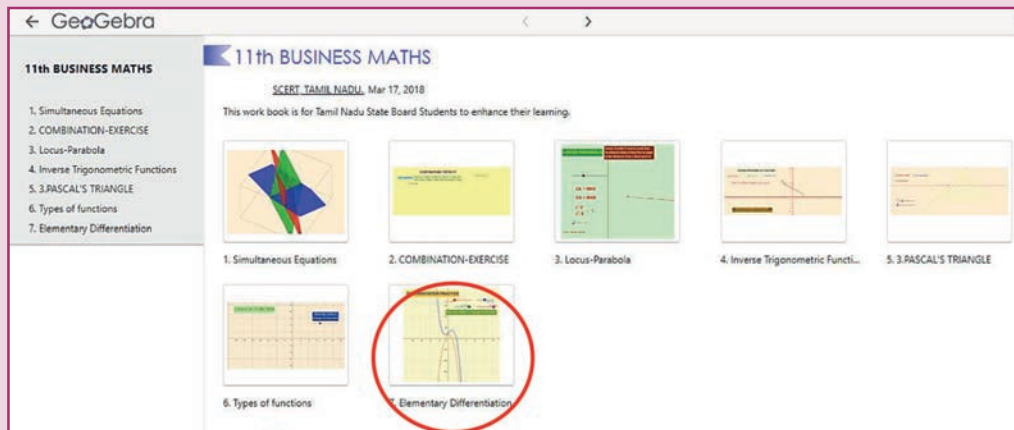 ← GeoGebra
11th BUSINESS MATHS
1. Simultaneous Equations
2. COMBINATION-EXERCISE
3. Locus-Parabola
4. Inverse Trigonometric Functions
5. 3.PASCAL'S TRIANGLE
6. Types of functions
7. Elementary Differentiation
11th BUSINESS MATHS
SCERT, TAMIL NADU, Mar 17, 2018
This work book is for Tamil Nadu State Board Students to enhance their learning.
1. Simultaneous Equations
2. COMBINATION-EXERCISE
3. Locus-Parabola
4. Inverse Trigonometric Functi...
5. 3.PASCAL'S TRIANGLE
6. Types of functions
7. Elementary Differentiation